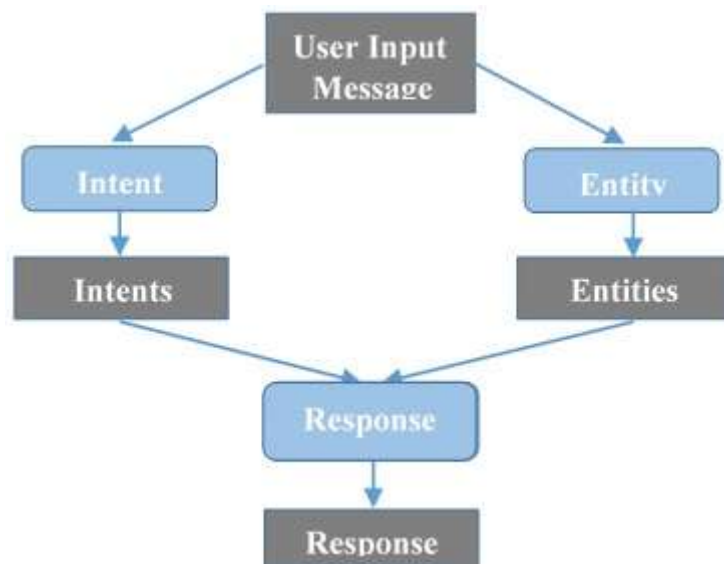 User Input
Message
Intent
Entity
Intents
Entities
Response
Response